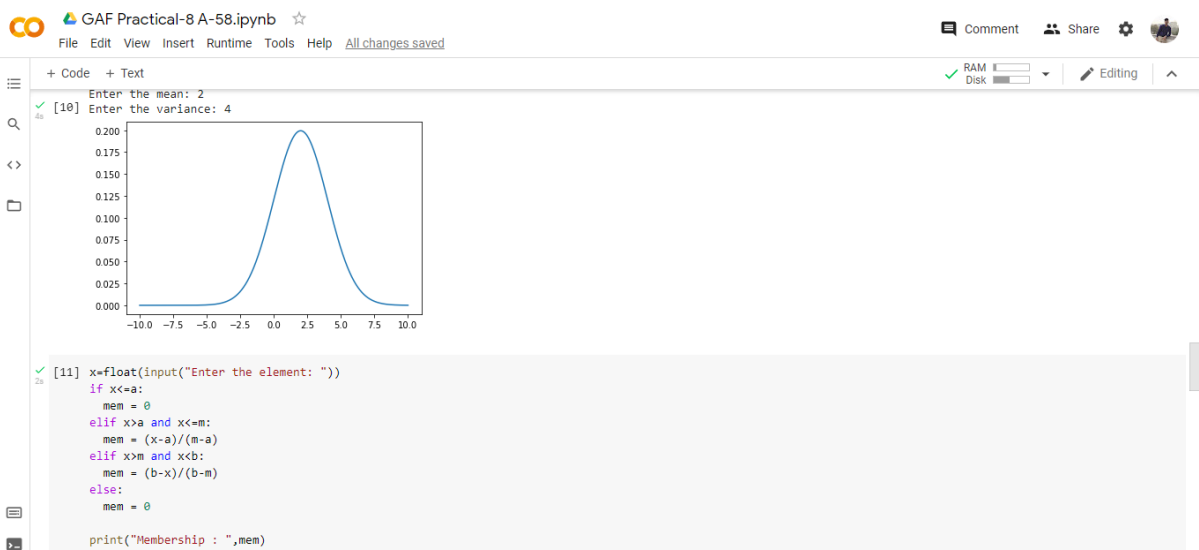 GAF Practical-8 A-58.ipynb
File Edit View Insert Runtime Tools Help All changes saved
Comment Share
+ Code + Text
RAM
Disk
Editing
Enter the mean: 2
[10] Enter the variance: 4
4s
0.200
0.175
0.150
0.125
0.100
0.075
0.050
0.025
0.000
−10.0 −7.5 −5.0 −2.5 0.0 2.5 5.0 7.5 10.0
[11] x=float(input("Enter the element: "))
2s
if x<=a:
mem = 0
elif x>a and x<=m:
mem = (x-a)/(m-a)
elif x>m and x<b:
mem = (b-x)/(b-m)
else:
mem = 0
print("Membership : ",mem)